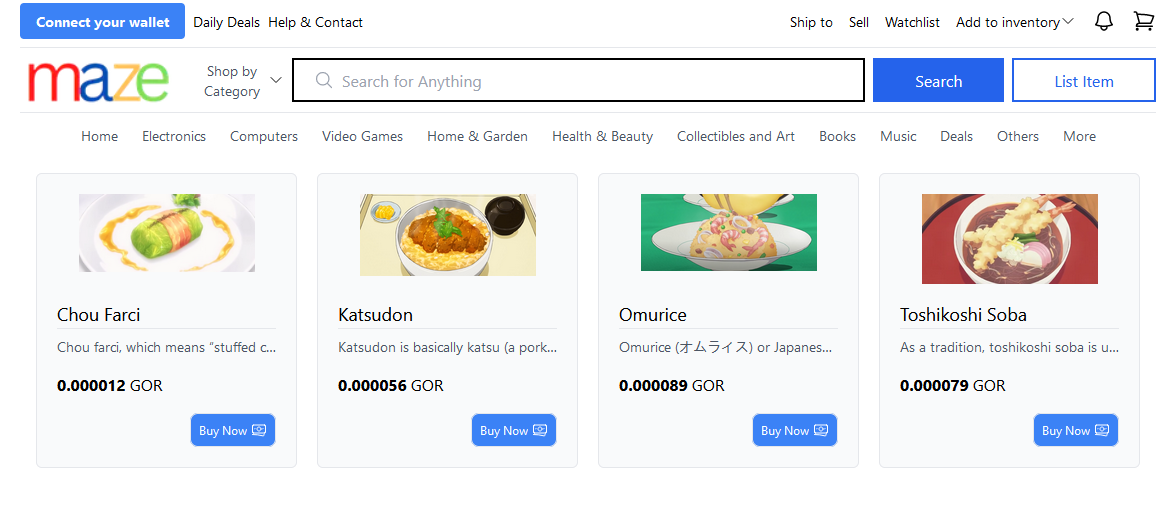 Connect your wallet Daily Deals Help & Contact Ship to Sell Watchlist Add to inventory
maze
Shop by
Category
Search for Anything
Search
List Item
Home Electronics Computers Video Games Home & Garden Health & Beauty Collectibles and Art Books Music Deals Others More
Chou Farci
Chou farci, which means “stuffed c...
0.000012 GOR
Buy Now
Katsudon
Katsudon is basically katsu (a pork...
0.000056 GOR
Buy Now
Omurice
Omurice (オムライス) or Japanes...
0.000089 GOR
Buy Now
Toshikoshi Soba
As a tradition, toshikoshi soba is u...
0.000079 GOR
Buy Now